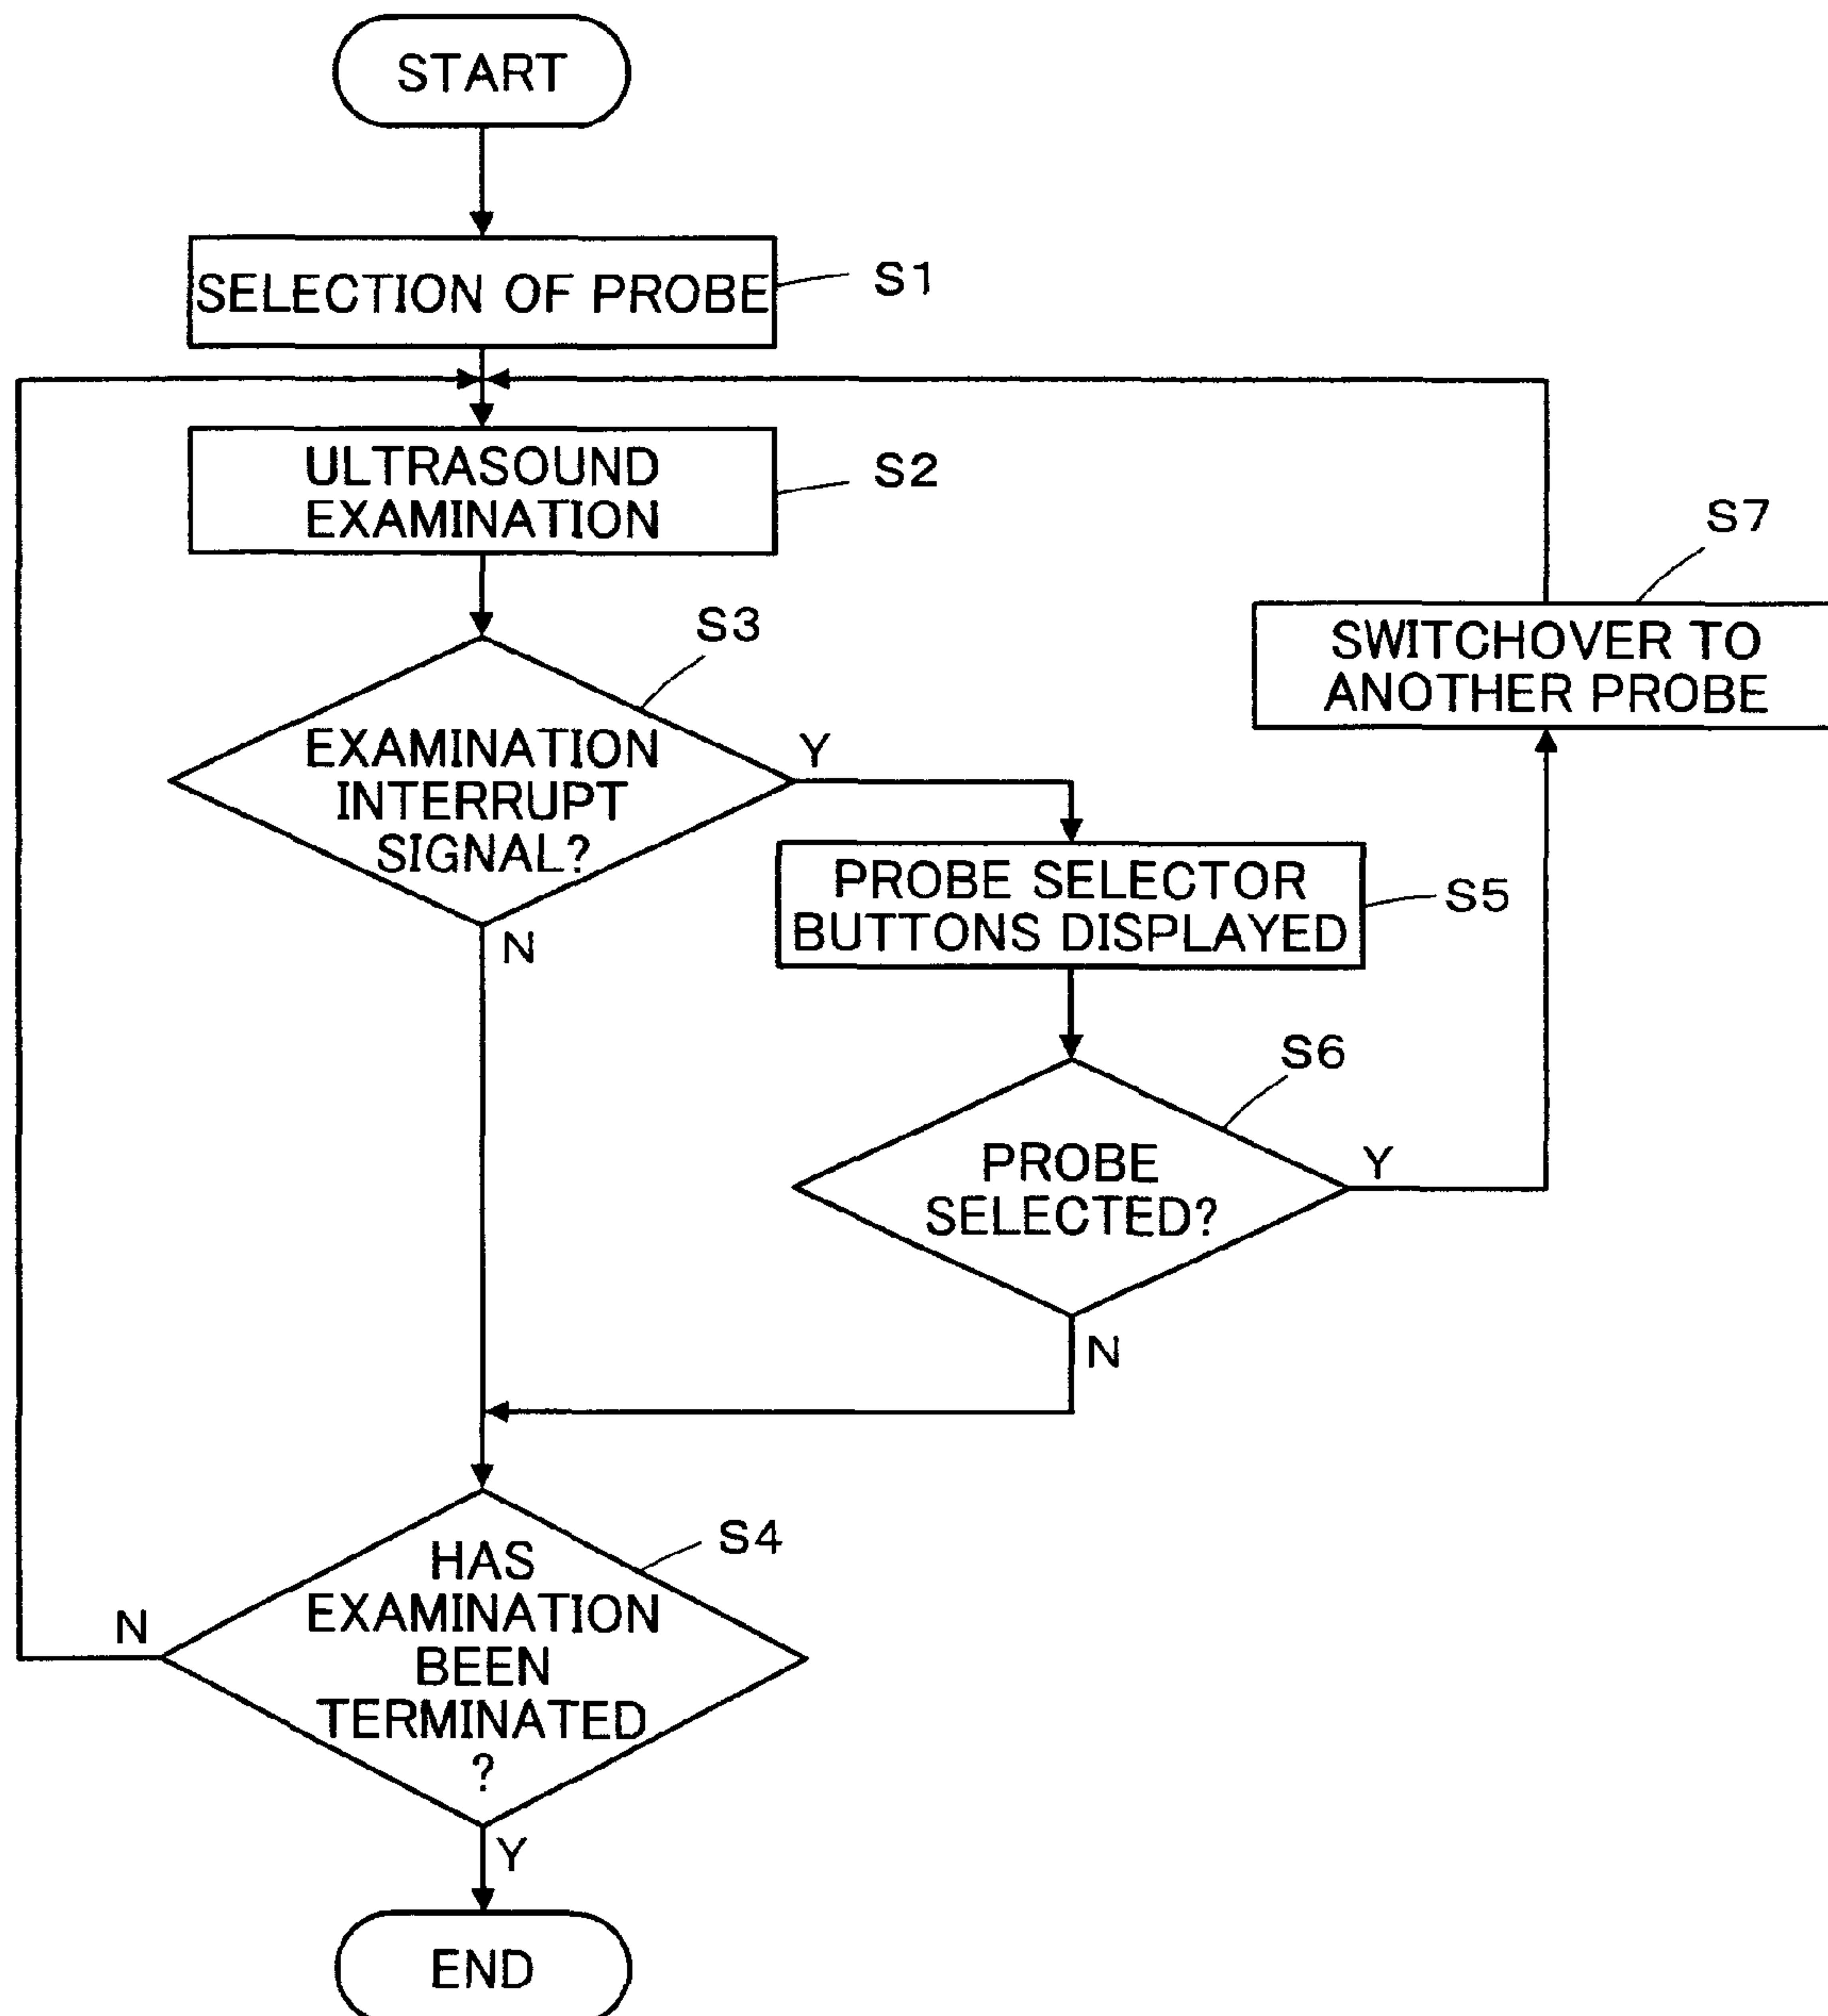 START
SELECTION OF PROBE
S1
ULTRASOUND
EXAMINATION
S2
S7
SWITCHOVER TO
ANOTHER PROBE
S3
EXAMINATION
INTERRUPT
SIGNAL?
Y
N
PROBE SELECTOR
BUTTONS DISPLAYED
S5
S6
PROBE
SELECTED?
Y
N
S4
HAS
EXAMINATION
BEEN
TERMINATED
?
N
Y
END